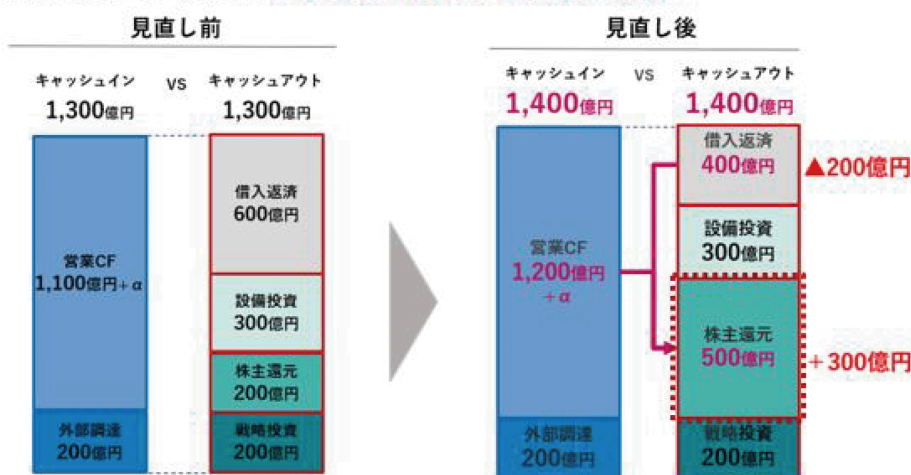 見直し前
キャッシュイン VS キャッシュアウト
1,300億円 1,300億円
借入返済
600億円
営業CF
1,100億円+α
設備投資
300億円
株主還元
200億円
外部調達
200億円
戦略投資
200億円
見直し後
キャッシュイン VS キャッシュアウト
1,400億円 1,400億円
借入返済
400億円
▲200億円
設備投資
300億円
営業CF
1,200億円
+α
株主還元
500億円
+300億円
外部調達
200億円
戦略投資
200億円